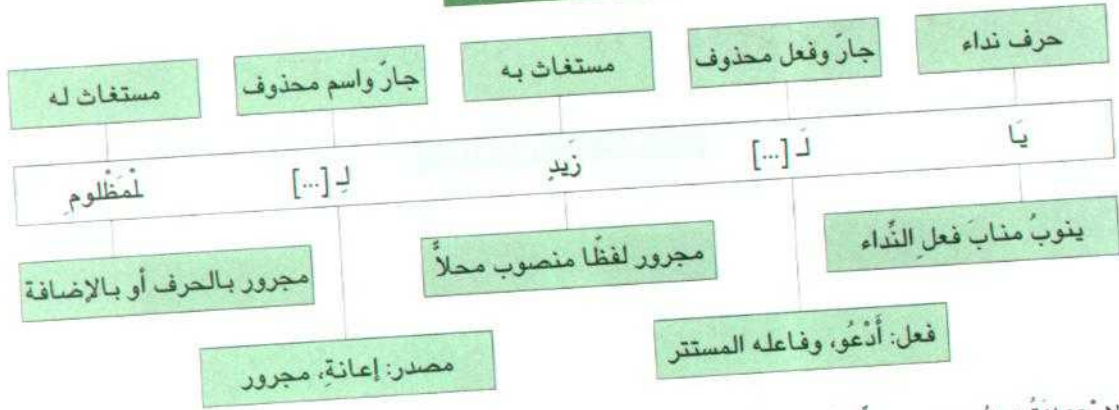 حرف نداء
جارّ وفعل محذوف
مستغاث به
جارّ واسم محذوف
مستغاث له
يَا لَـ [...] زَيدٍ لِـ [...] لْمَظْلومِ
ينوبُ منابَ فعلِ النِّداء
مجرور لفظًا منصوب محلاًّ
مجرور بالحرف أو بالإضافة
فعل: أَدْعُو، وفاعله المستتر
مصدر: إعانةِ، مجرور